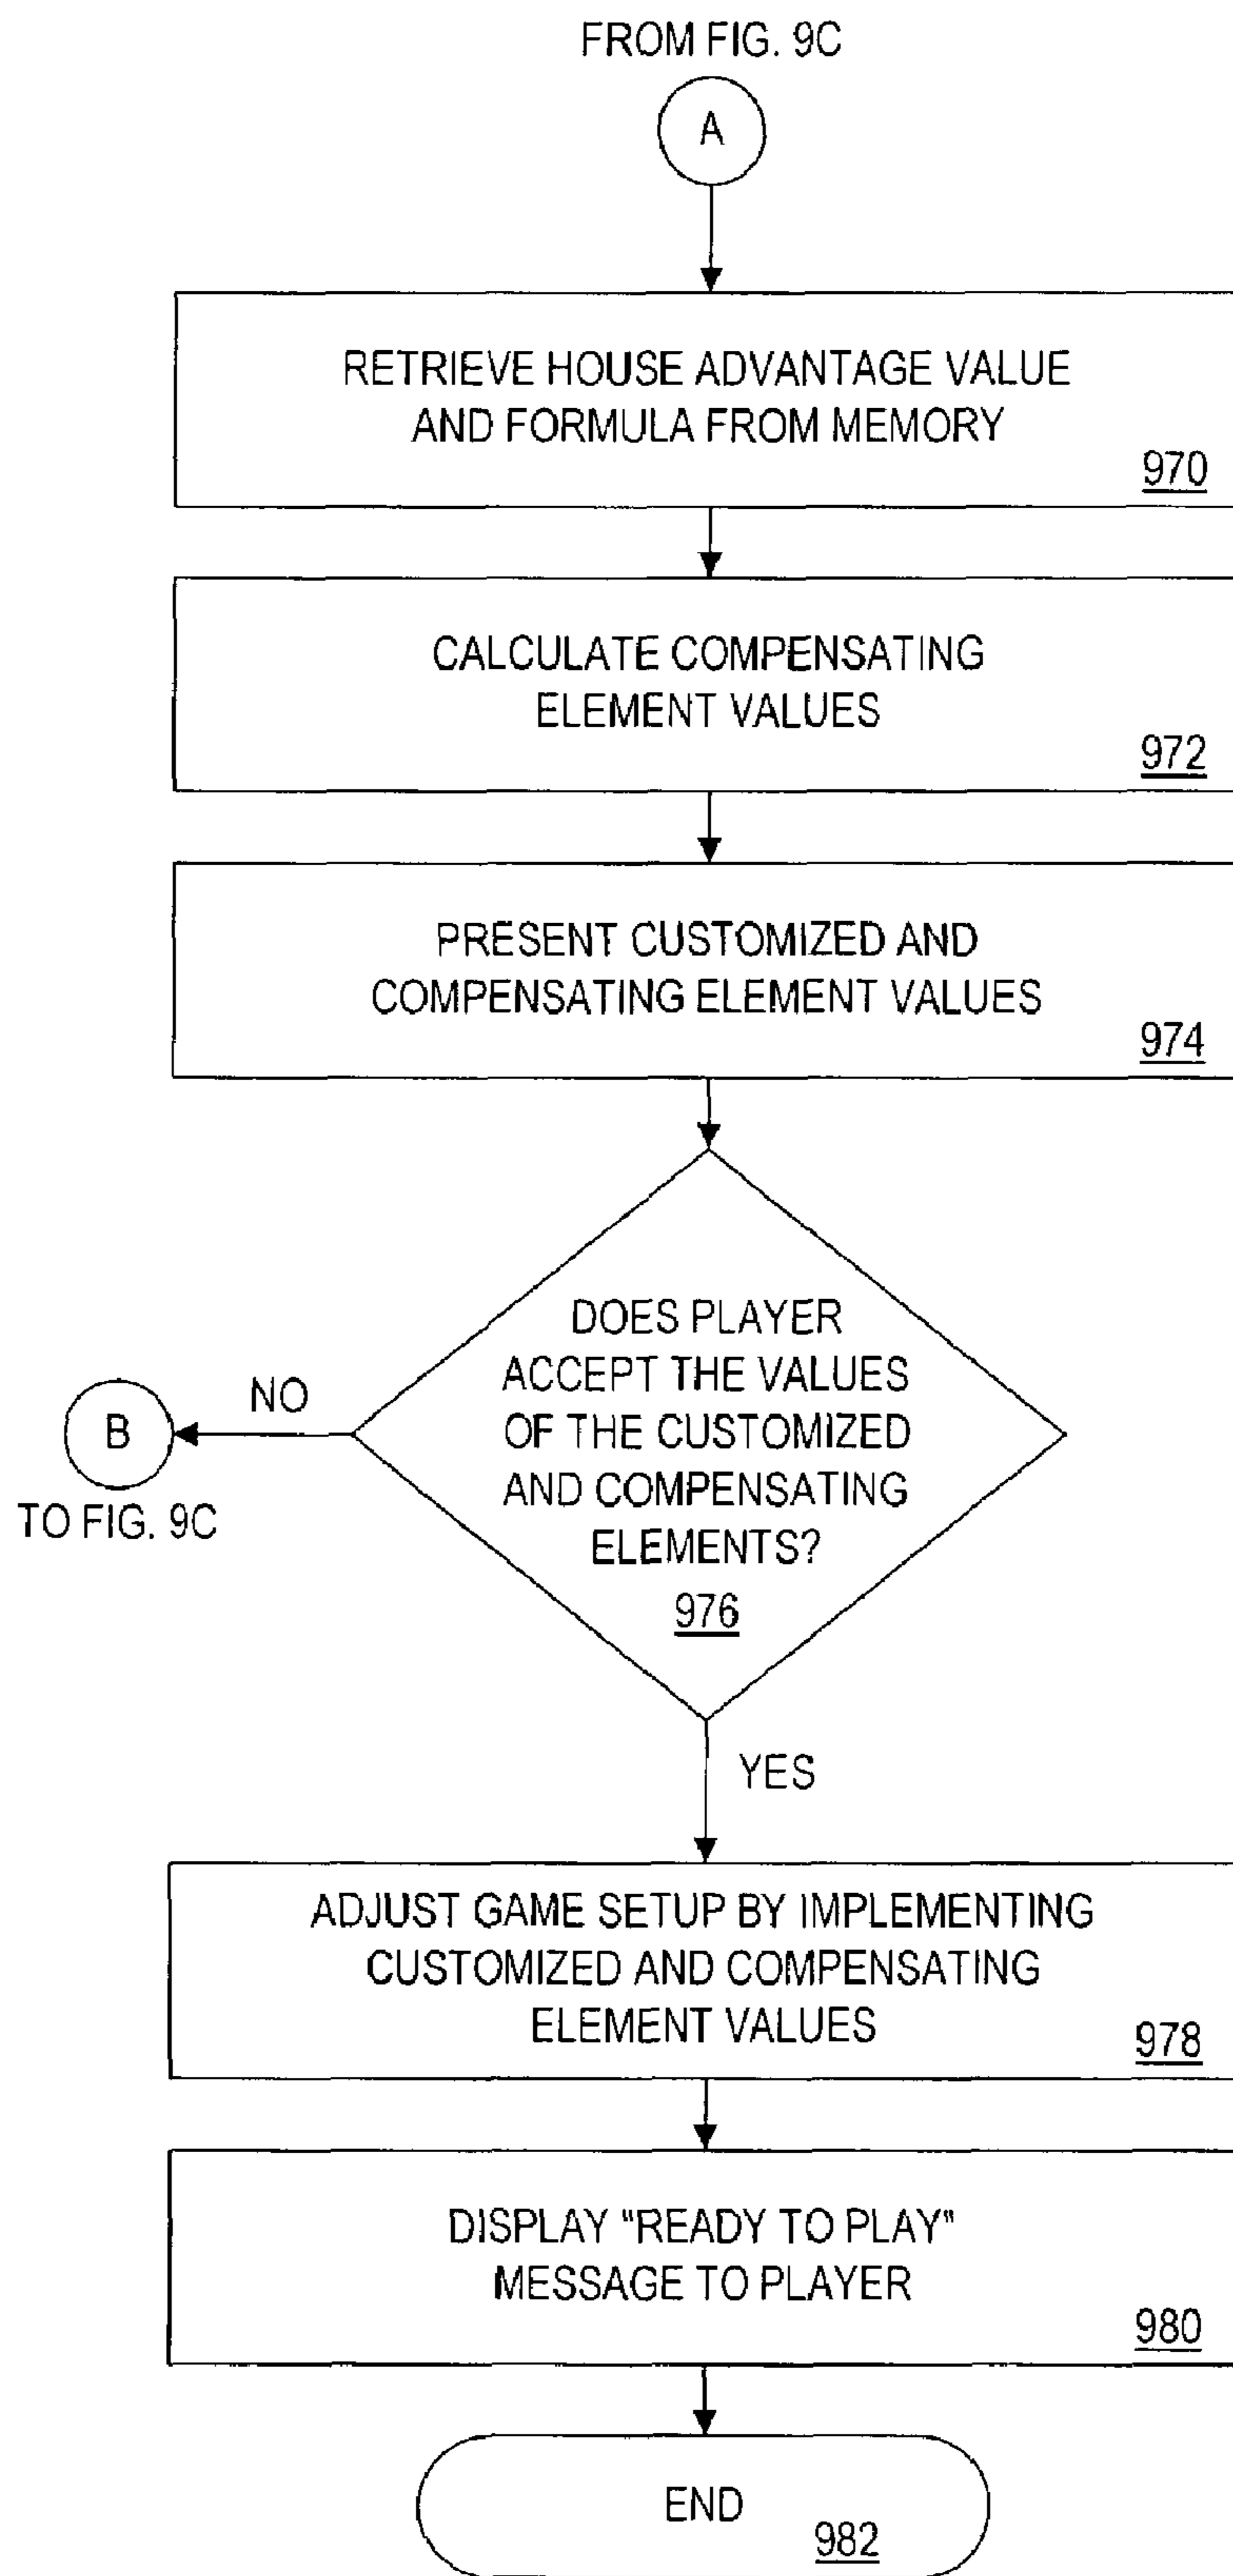 FROM FIG. 9C
A
RETRIEVE HOUSE ADVANTAGE VALUE
AND FORMULA FROM MEMORY
970
CALCULATE COMPENSATING
ELEMENT VALUES
972
PRESENT CUSTOMIZED AND
COMPENSATING ELEMENT VALUES
974
DOES PLAYER
ACCEPT THE VALUES
OF THE CUSTOMIZED
AND COMPENSATING
ELEMENTS?
976
NO
B
TO FIG. 9C
YES
ADJUST GAME SETUP BY IMPLEMENTING
CUSTOMIZED AND COMPENSATING
ELEMENT VALUES
978
DISPLAY "READY TO PLAY"
MESSAGE TO PLAYER
980
END
982